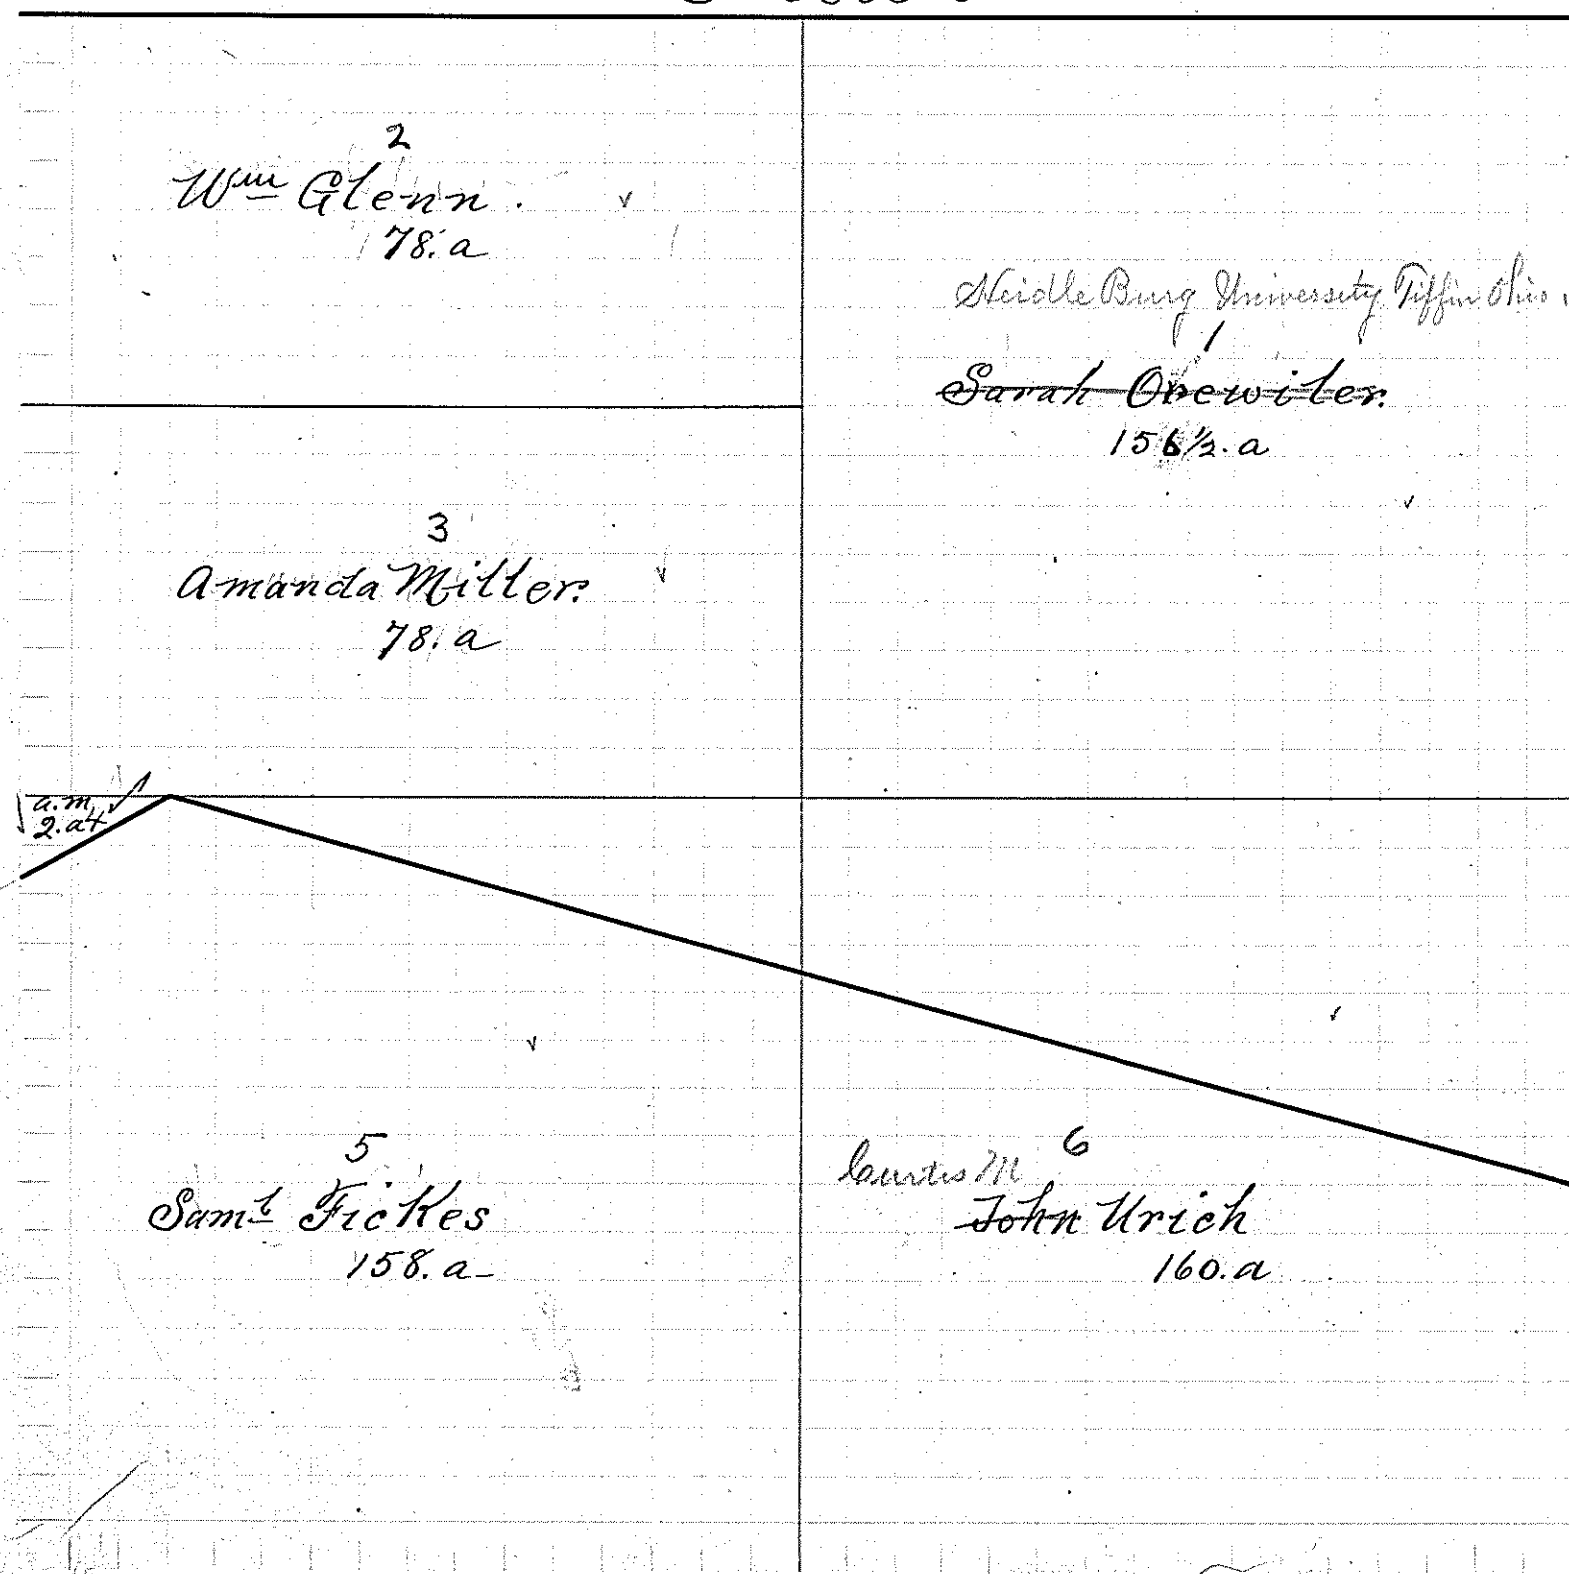 2
Wm Glenn.
78. a
Neidle Burg University Tiffin Ohio.
1
Sarah Orewiler.
156½. a
3
Amanda Miller.
78. a
a.m.
2. a
5
Saml Fickes
158. a
6
Curtis M
John Urich
160. a